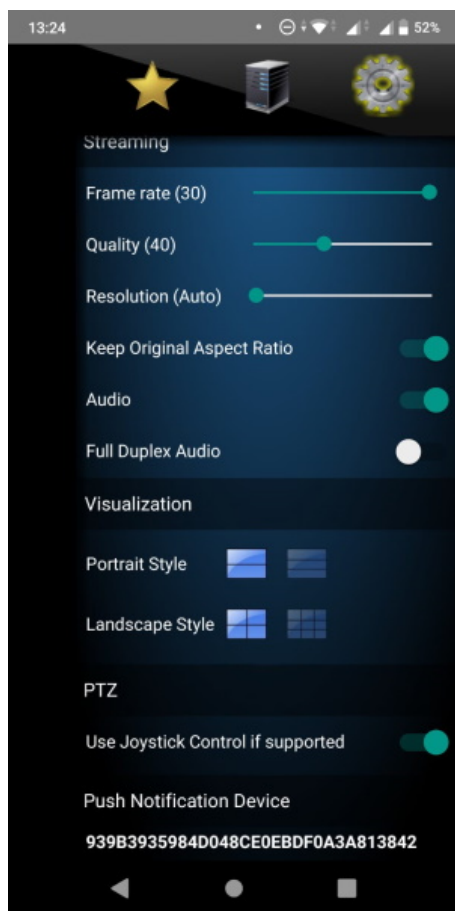 13:24
52%
Streaming
Frame rate (30)
Quality (40)
Resolution (Auto)
Keep Original Aspect Ratio
Audio
Full Duplex Audio
Visualization
Portrait Style
Landscape Style
PTZ
Use Joystick Control if supported
Push Notification Device
939B3935984D048CE0EBDF0A3A813842